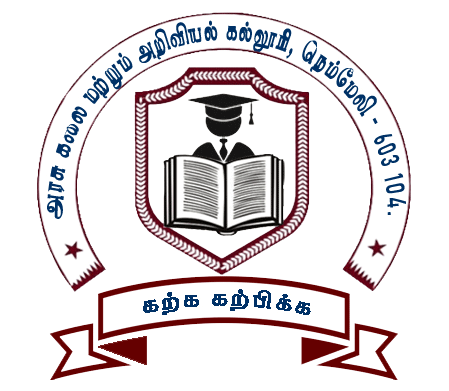 அரசு கலை மற்றும் அறிவியல் கல்லூரி, நெம்மேலி - 603 104.
கற்க கற்பிக்க